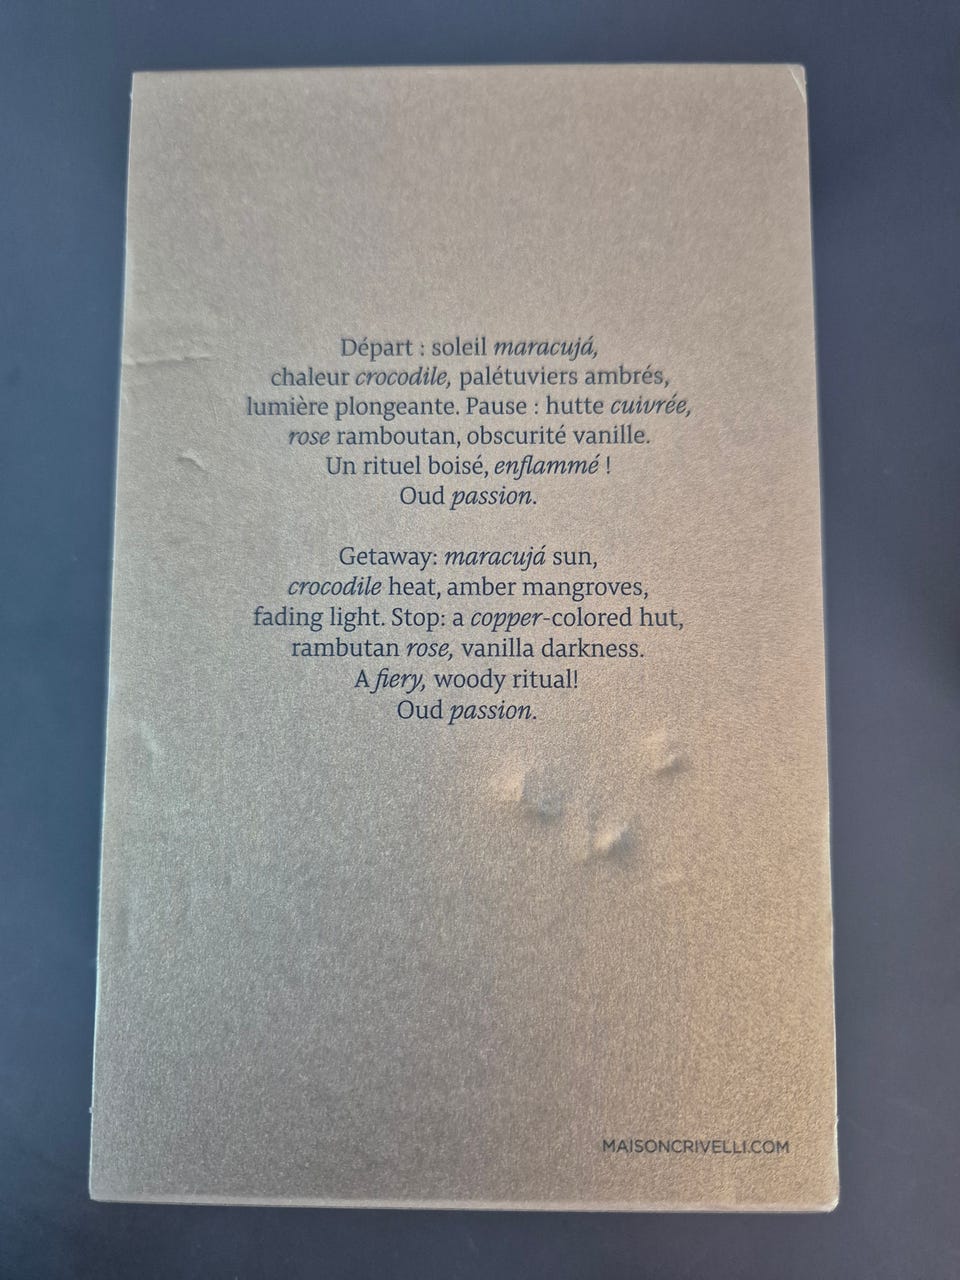 Départ : soleil maracujá,
chaleur crocodile, palétuviers ambrés,
lumière plongeante. Pause : hutte cuivrée,
rose ramboutan, obscurité vanille.
Un rituel boisé, enflammé !
Oud passion.
Getaway: maracujá sun,
crocodile heat, amber mangroves,
fading light. Stop: a copper-colored hut,
rambutan rose, vanilla darkness.
A fiery, woody ritual!
Oud passion.
MAISONCRIVELLI.COM